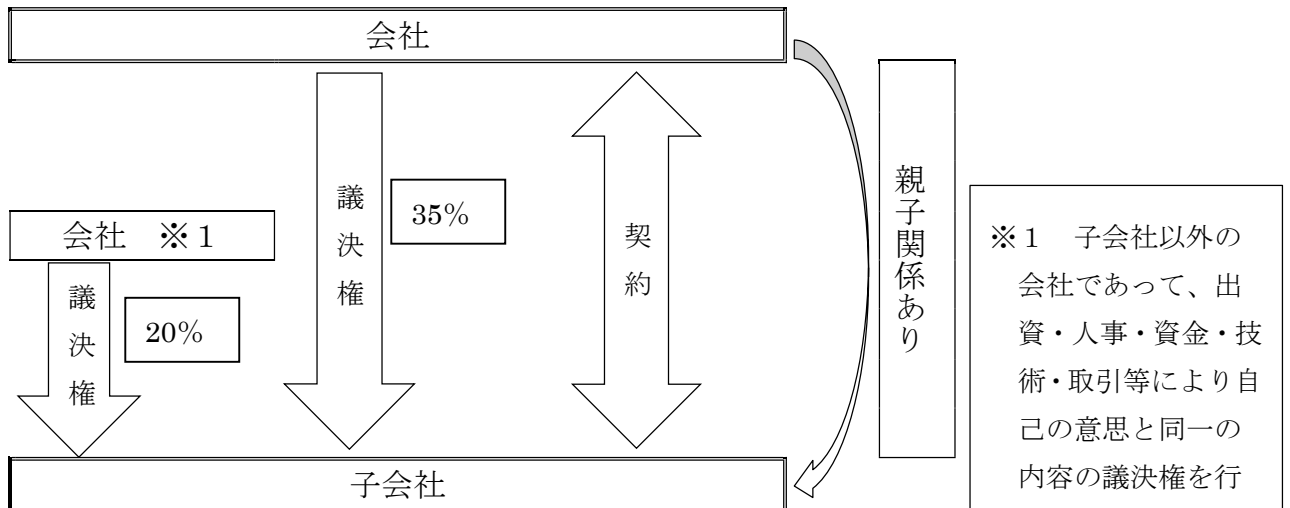 会社
議決権
35%
契約
親子関係あり
会社　※1
議決権
20%
※1　子会社以外の
会社であって、出
資・人事・資金・技
術・取引等により自
己の意思と同一の
内容の議決権を行
子会社